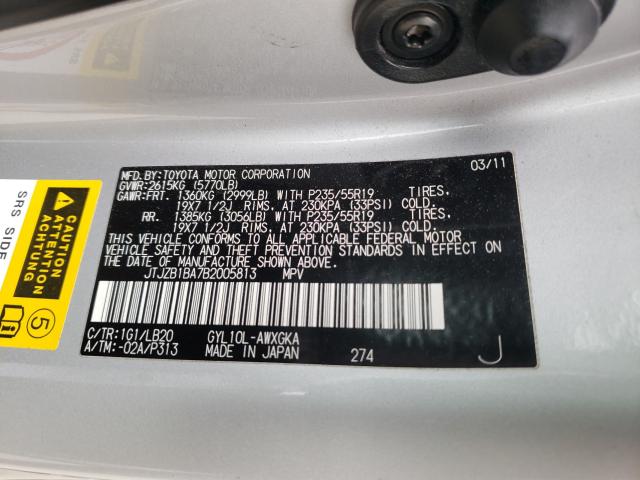 MFD.BY:TOYOTA MOTOR CORPORATION 03/11
GVWR:2615KG (5770LB)
GAWR:FRT. 1360KG (2999LB) WITH P235/55R19 TIRES.
19X7 1/2J RIMS. AT 230KPA (33PSI) COLD.
RR. 1385KG (3056LB) WITH P235/55R19 TIRES.
19X7 1/2J RIMS. AT 230KPA (33PSI) COLD.
THIS VEHICLE CONFORMS TO ALL APPLICABLE FEDERAL MOTOR
VEHICLE SAFETY AND THEFT PREVENTION STANDARDS IN EFFECT ON
THE DATE OF MANUFACTURE SHOWN ABOVE.
JTJZB1BA7B2005813 MPV
C/TR:1G1/LB20 GYL10L-AWXGKA
A/TM:-02A/P313 MADE IN JAPAN 274 J
SRS SIDE
CAUTION
ATTENTION
ACHTUNG
5